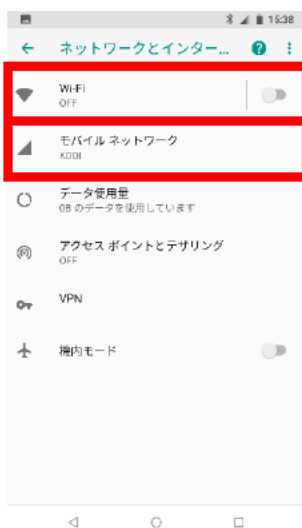 15:38
ネットワークとインター...
Wi-Fi
OFF
モバイル ネットワーク
KDDI
データ使用量
0B のデータを使用しています
アクセス ポイントとテザリング
OFF
VPN
機内モード